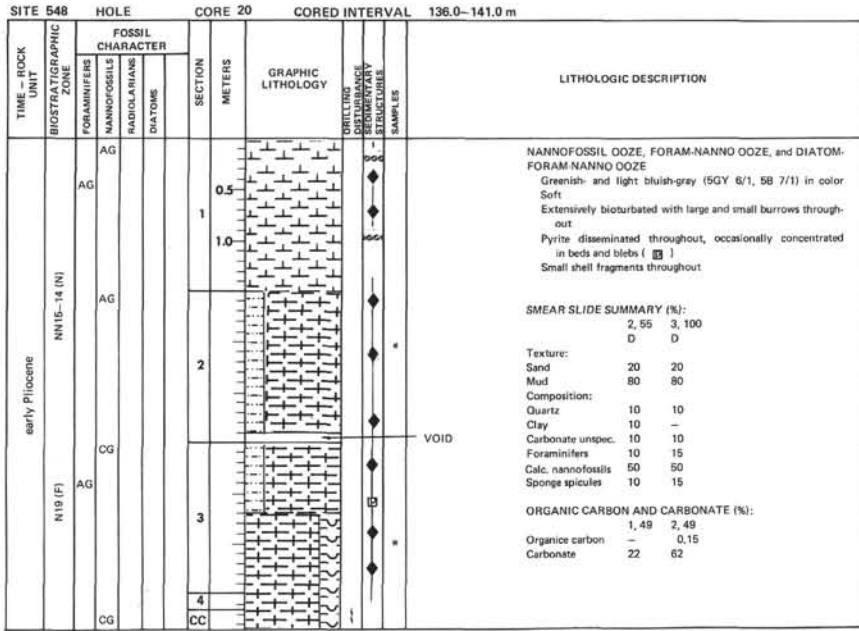 SITE 548 HOLE CORE 20 CORED INTERVAL 136.0–141.0 m
TIME – ROCK UNIT
BIOSTRATIGRAPHIC ZONE
FOSSIL CHARACTER
FORAMINIFERS
NANNOFOSSILS
RADIOLARIANS
DIATOMS
SECTION
METERS
GRAPHIC LITHOLOGY
DRILLING DISTURBANCE
SEDIMENTARY STRUCTURES
SAMPLES
LITHOLOGIC DESCRIPTION
early Pliocene
NN15–14 (N)
N19 (F)
AG
AG
AG
CG
AG
CG
0.5
1
1.0
2
3
4
CC
*
*
VOID
NANNOFOSSIL OOZE, FORAM-NANNO OOZE, and DIATOM-
FORAM-NANNO OOZE
Greenish- and light bluish-gray (5GY 6/1, 5B 7/1) in color
Soft
Extensively bioturbated with large and small burrows through-
out
Pyrite disseminated throughout, occasionally concentrated
in beds and blebs ( P )
Small shell fragments throughout
SMEAR SLIDE SUMMARY (%):
2, 55 3, 100
D D
Texture:
Sand 20 20
Mud 80 80
Composition:
Quartz 10 10
Clay 10 –
Carbonate unspec. 10 10
Foraminifers 10 15
Calc. nannofossils 50 50
Sponge spicules 10 15
ORGANIC CARBON AND CARBONATE (%):
1, 49 2, 49
Organice carbon – 0.15
Carbonate 22 62